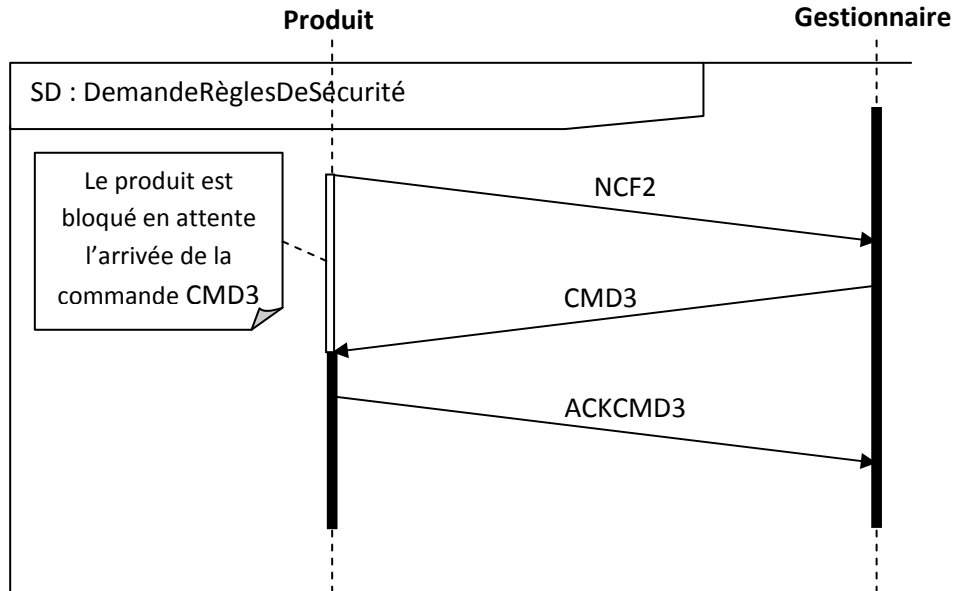 Produit
Gestionnaire
SD : DemandeRèglesDeSécurité
Le produit est
bloqué en attente
l'arrivée de la
commande CMD3
NCF2
CMD3
ACKCMD3